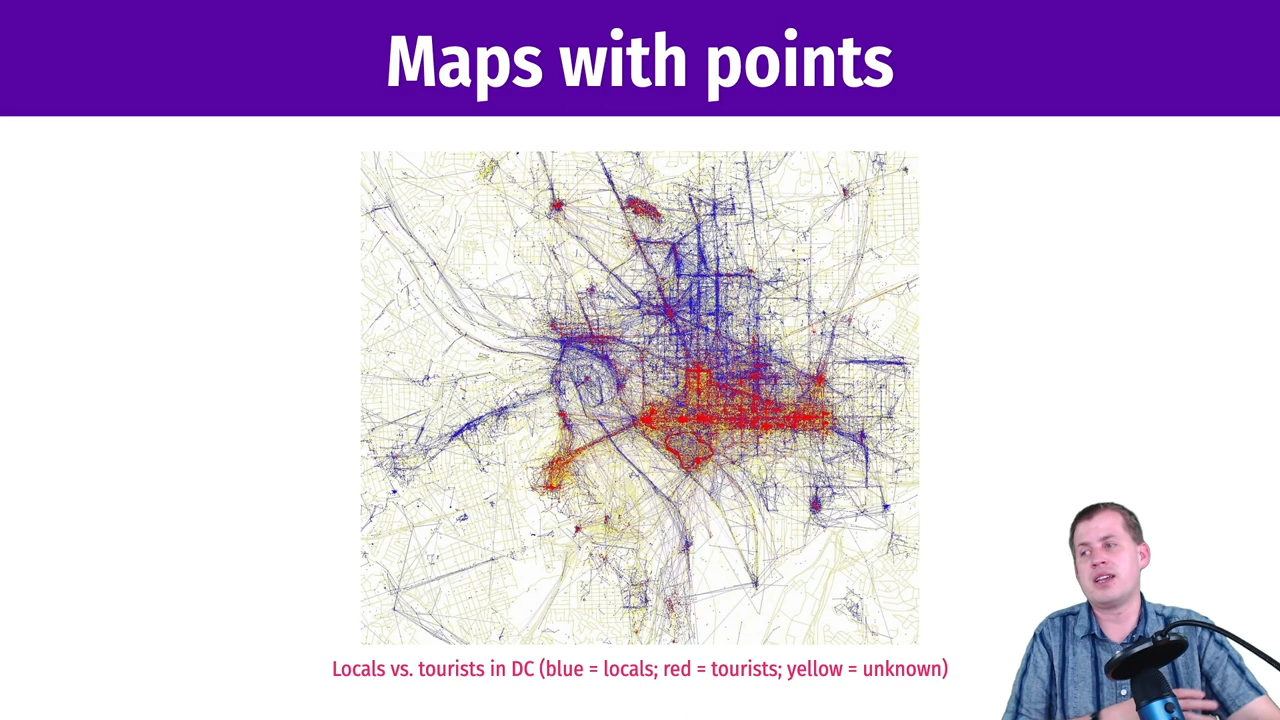 Maps with points
Locals vs. tourists in DC (blue = locals; red = tourists; yellow = unknown)